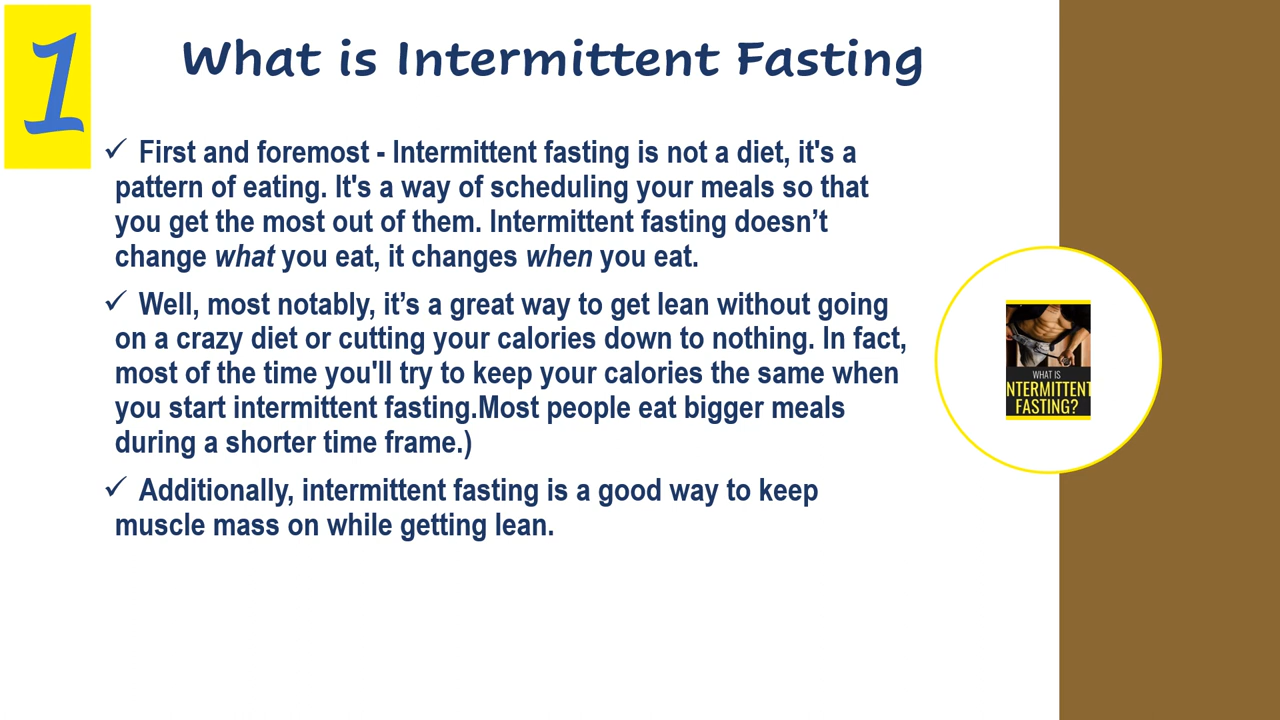 1
What is Intermittent Fasting
✓ First and foremost - Intermittent fasting is not a diet, it's a
pattern of eating. It's a way of scheduling your meals so that
you get the most out of them. Intermittent fasting doesn’t
change what you eat, it changes when you eat.
✓ Well, most notably, it’s a great way to get lean without going
on a crazy diet or cutting your calories down to nothing. In fact,
most of the time you'll try to keep your calories the same when
you start intermittent fasting.Most people eat bigger meals
during a shorter time frame.)
✓ Additionally, intermittent fasting is a good way to keep
muscle mass on while getting lean.
WHAT IS
NTERMITTENT
FASTING?